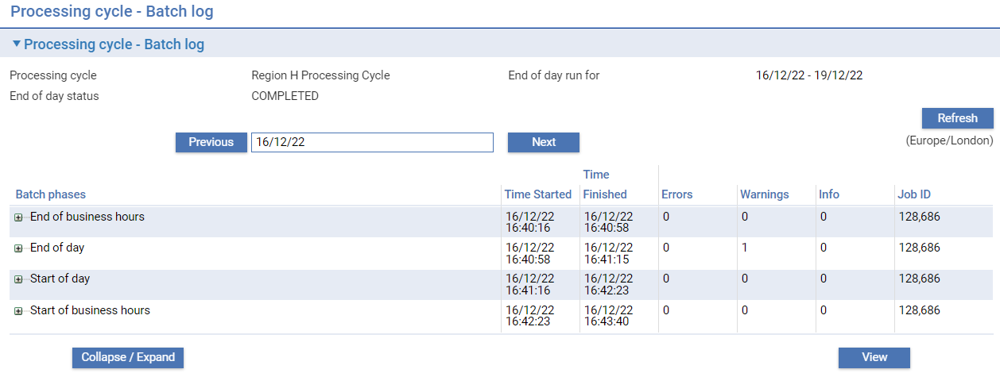 Processing cycle - Batch log
Processing cycle - Batch log
Processing cycle Region H Processing Cycle End of day run for 16/12/22 - 19/12/22
End of day status COMPLETED
Refresh
Previous 16/12/22 Next (Europe/London)
Time
Batch phases Time Started Finished Errors Warnings Info Job ID
End of business hours 16/12/22 16/12/22 0 0 0 128,686
16:40:16 16:40:58
End of day 16/12/22 16/12/22 0 1 0 128,686
16:40:58 16:41:15
Start of day 16/12/22 16/12/22 0 0 0 128,686
16:41:16 16:42:23
Start of business hours 16/12/22 16/12/22 0 0 0 128,686
16:42:23 16:43:40
Collapse / Expand View